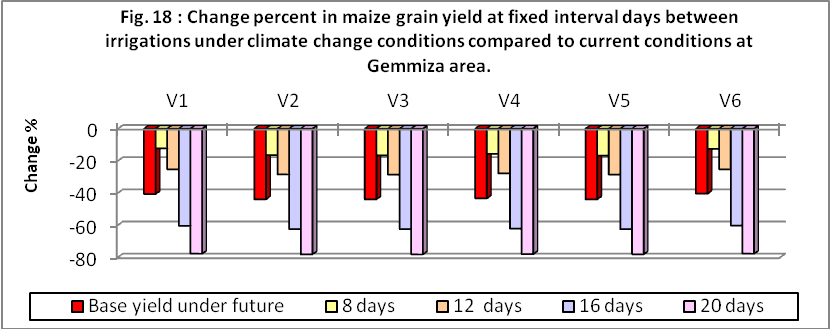 Fig. 18 : Change percent in maize grain yield at fixed interval days between
irrigations under climate change conditions compared to current conditions at
Gemmiza area.
V1 V2 V3 V4 V5 V6
Change %
0
-20
-40
-60
-80
Base yield under future 8 days 12 days 16 days 20 days